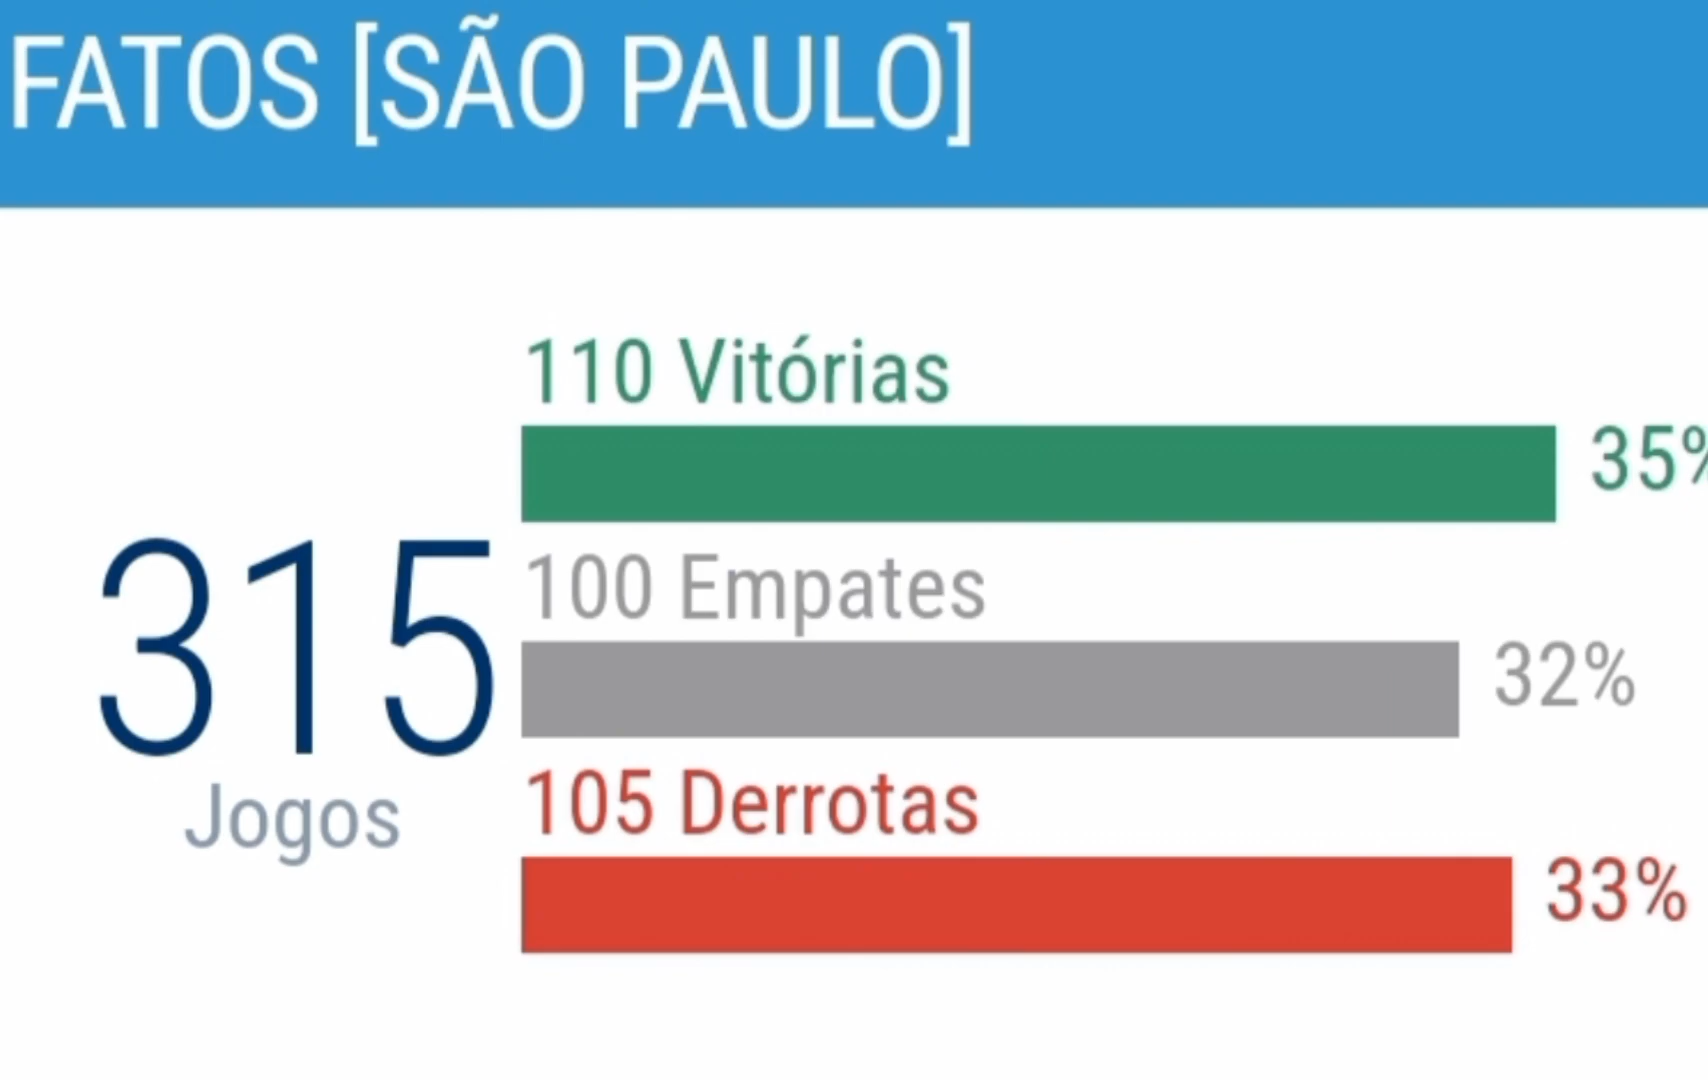 FATOS [SÃO PAULO]
110 Vitórias
35%
315
Jogos
100 Empates
32%
105 Derrotas
33%